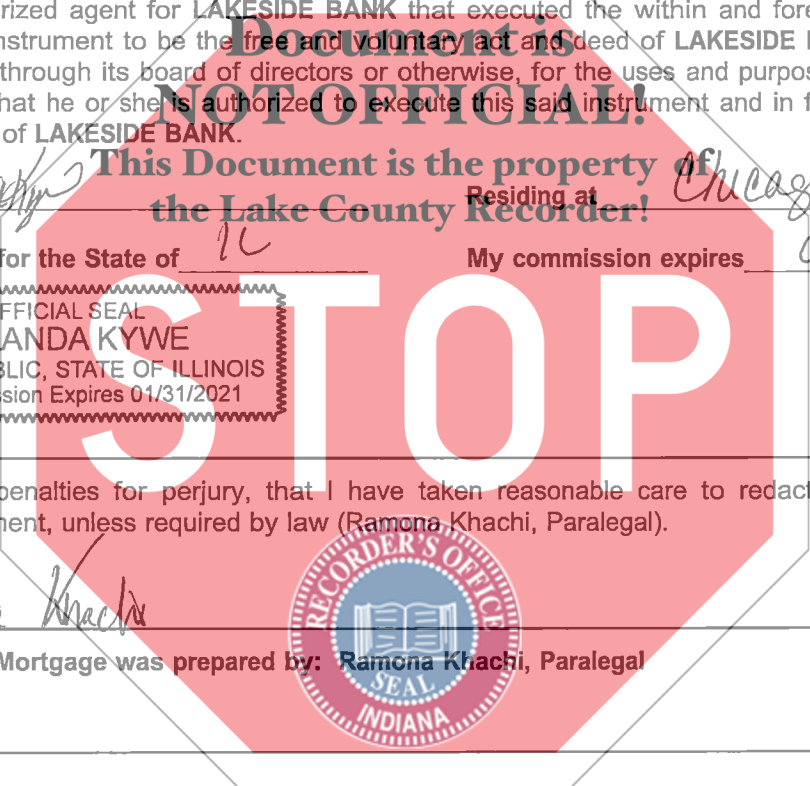 rized agent for LAKESIDE BANK that executed the within and fore
nstrument to be the free and voluntary act and deed of LAKESIDE
through its board of directors or otherwise, for the uses and purpos
hat he or she is authorized to execute this said instrument and in f
of LAKESIDE BANK.
Document is
NOT OFFICIAL!
This Document is the property of
the Lake County Recorder!
Residing at Chicag
for the State of IL
My commission expires
FFICIAL SEAL
ANDA KYWE
BLIC, STATE OF ILLINOIS
sion Expires 01/31/2021
STOP
penalties for perjury, that I have taken reasonable care to redact
ment, unless required by law (Ramona Khachi, Paralegal).
Khachi
Mortgage was prepared by: Ramona Khachi, Paralegal
RECORDER'S OFFICE
SEAL
INDIANA